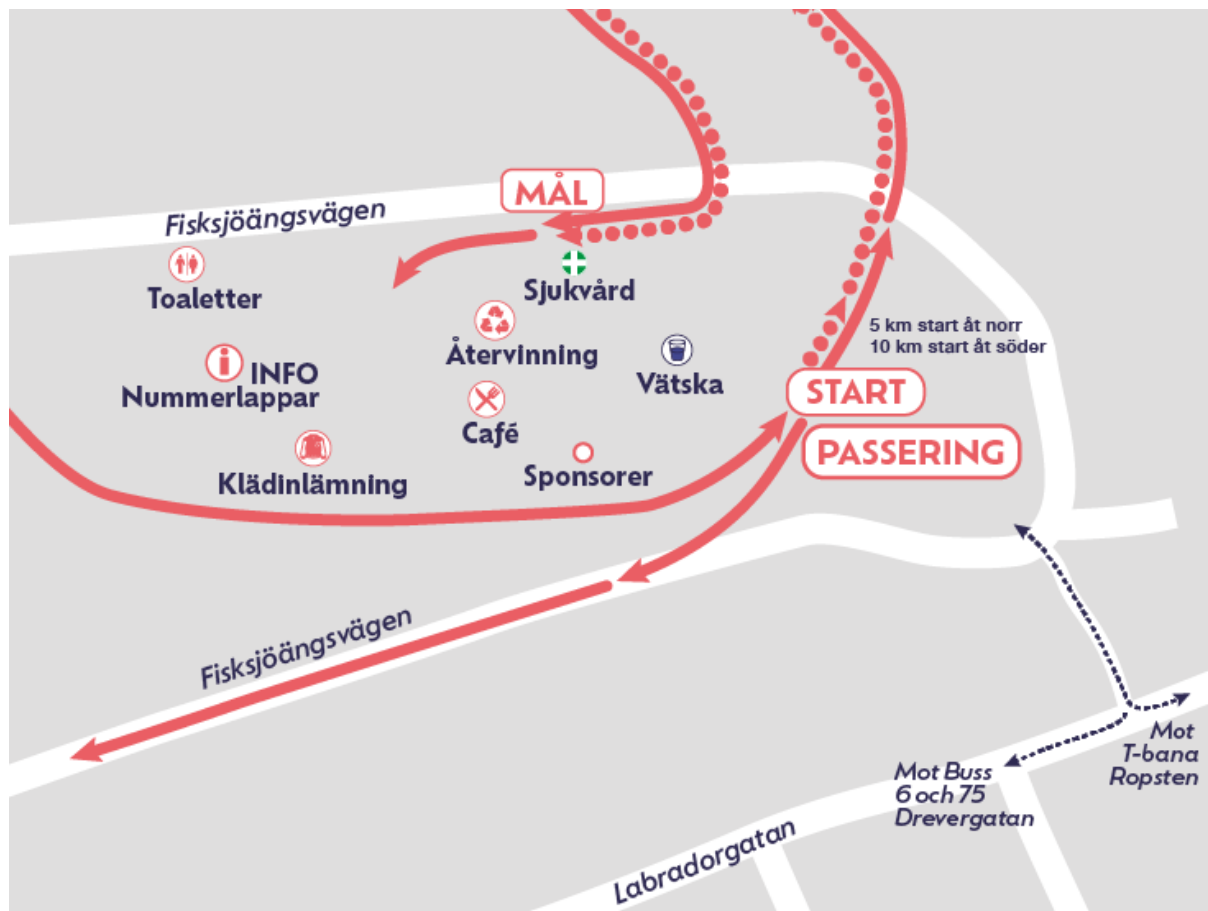 MÅL
Fisksjöängsvägen
Toaletter
Sjukvård
Återvinning
5 km start åt norr
10 km start åt söder
Vätska
INFO
Nummerlappar
START
Café
PASSERING
Klädinlämning
Sponsorer
Fisksjöängsvägen
Mot
T-bana
Ropsten
Mot Buss
6 och 75
Drevergatan
Labradorgatan